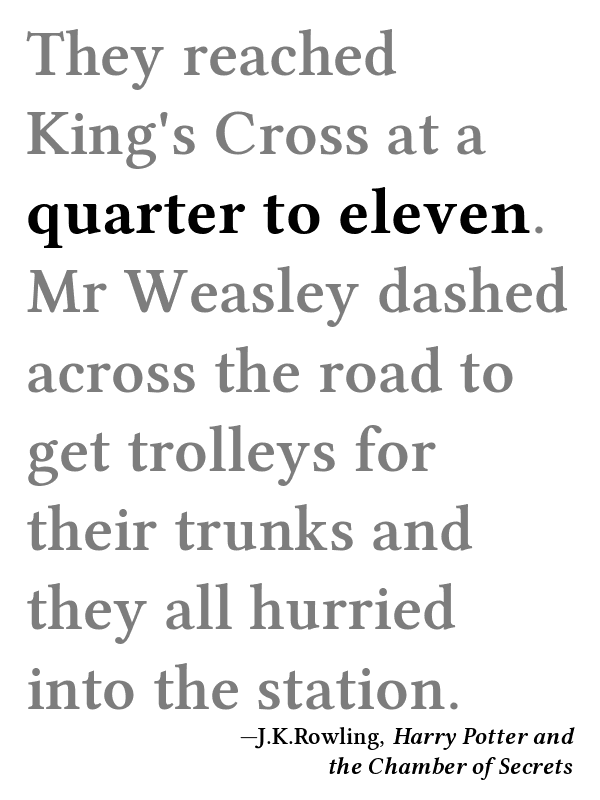 They reached
King's Cross at a
quarter to eleven.
Mr Weasley dashed
across the road to
get trolleys for
their trunks and
they all hurried
into the station.
—J.K.Rowling, Harry Potter and
the Chamber of Secrets